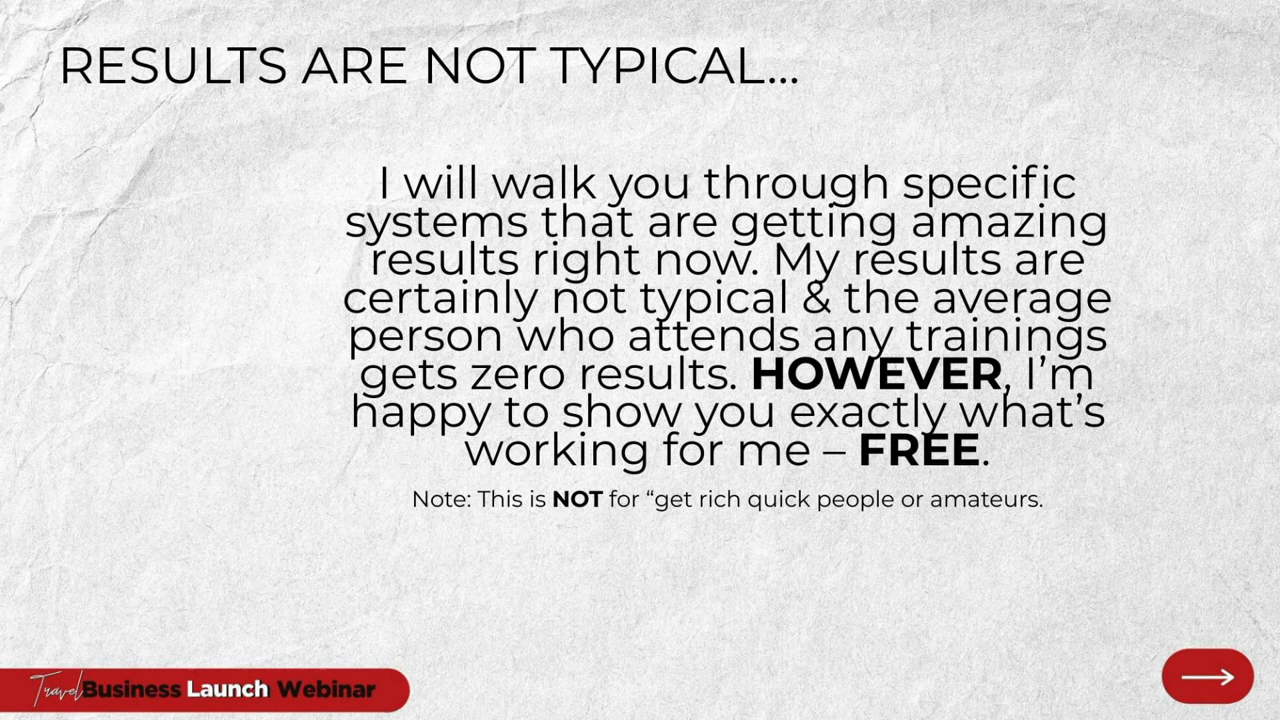 RESULTS ARE NOT TYPICAL...
I will walk you through specific
systems that are getting amazing
results right now. My results are
certainly not typical & the average
person who attends any trainings
gets zero results. HOWEVER, I’m
happy to show you exactly what’s
working for me – FREE.
Note: This is NOT for “get rich quick people or amateurs.
Travel Business Launch Webinar